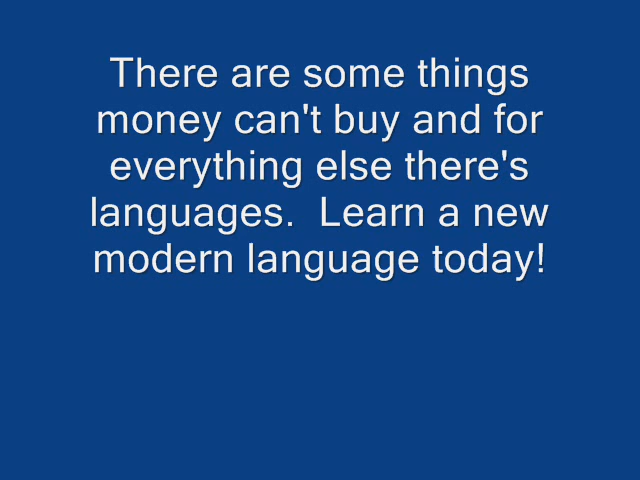 There are some things
money can't buy and for
everything else there's
languages.  Learn a new
modern language today!